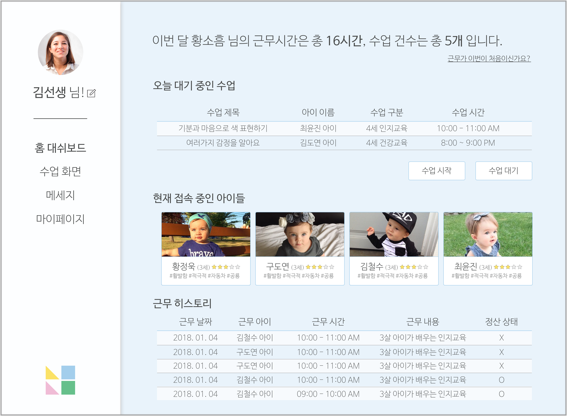 김선생 님!
홈 대쉬보드
수업 화면
메세지
마이페이지
이번 달 황소흠 님의 근무시간은 총 16시간, 수업 건수는 총 5개 입니다.
근무가 이번이 처음이신가요?
오늘 대기 중인 수업
수업 제목 아이 이름 수업 구분 수업 시간
기분과 마음으로 색 표현하기 최윤진 아이 4세 인지교육 10:00 - 11:00 AM
여러가지 감정을 알아요 김도연 아이 4세 건감교육 8:00 - 9:00 PM
수업 시작 수업 대기
현재 접속 중인 아이들
황정욱 (3세) ★★★☆☆
#활발함 #적극적 #자동차 #공룡
구도연 (3세) ★★★☆☆
#활발함 #적극적 #자동차 #공룡
김철수 (3세) ★★★☆☆
#활발함 #적극적 #자동차 #공룡
최윤진 (3세) ★★★☆☆
#활발함 #적극적 #자동차 #공룡
근무 히스토리
근무 날짜 근무 아이 근무 시간 근무 내용 정산 상태
2018. 01. 04 김철수 아이 10:00 - 11:00 AM 3살 아이가 배우는 인지교육 X
2018. 01. 04 구도연 아이 10:00 - 11:00 AM 3살 아이가 배우는 인지교육 X
2018. 01. 04 구도연 아이 10:00 - 11:00 AM 3살 아이가 배우는 인지교육 X
2018. 01. 04 김철수 아이 10:00 - 11:00 AM 3살 아이가 배우는 인지교육 O
2018. 01. 04 김철수 아이 09:00 - 10:00 AM 3살 아이가 배우는 인지교육 O